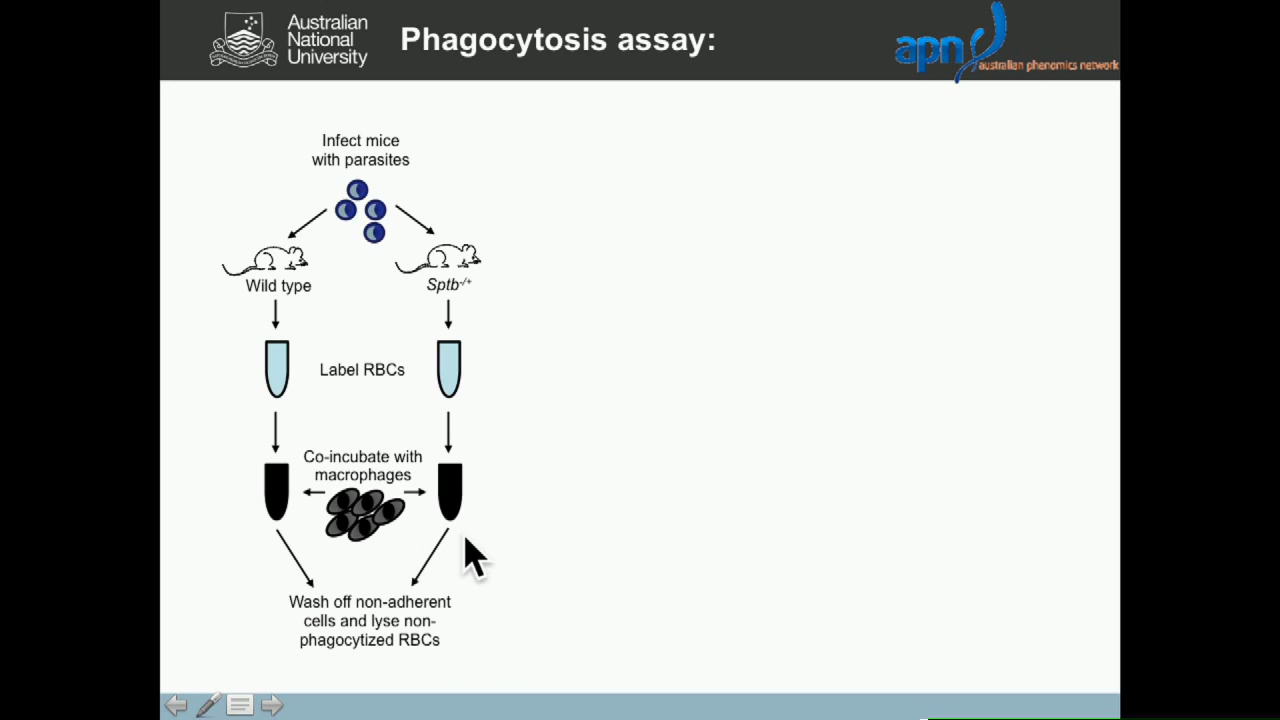 Australian
National
University
Phagocytosis assay:
apn
australian phenomics network
Infect mice
with parasites
Wild type
Sptb-/+
Label RBCs
Co-incubate with
macrophages
Wash off non-adherent
cells and lyse non-
phagocytized RBCs